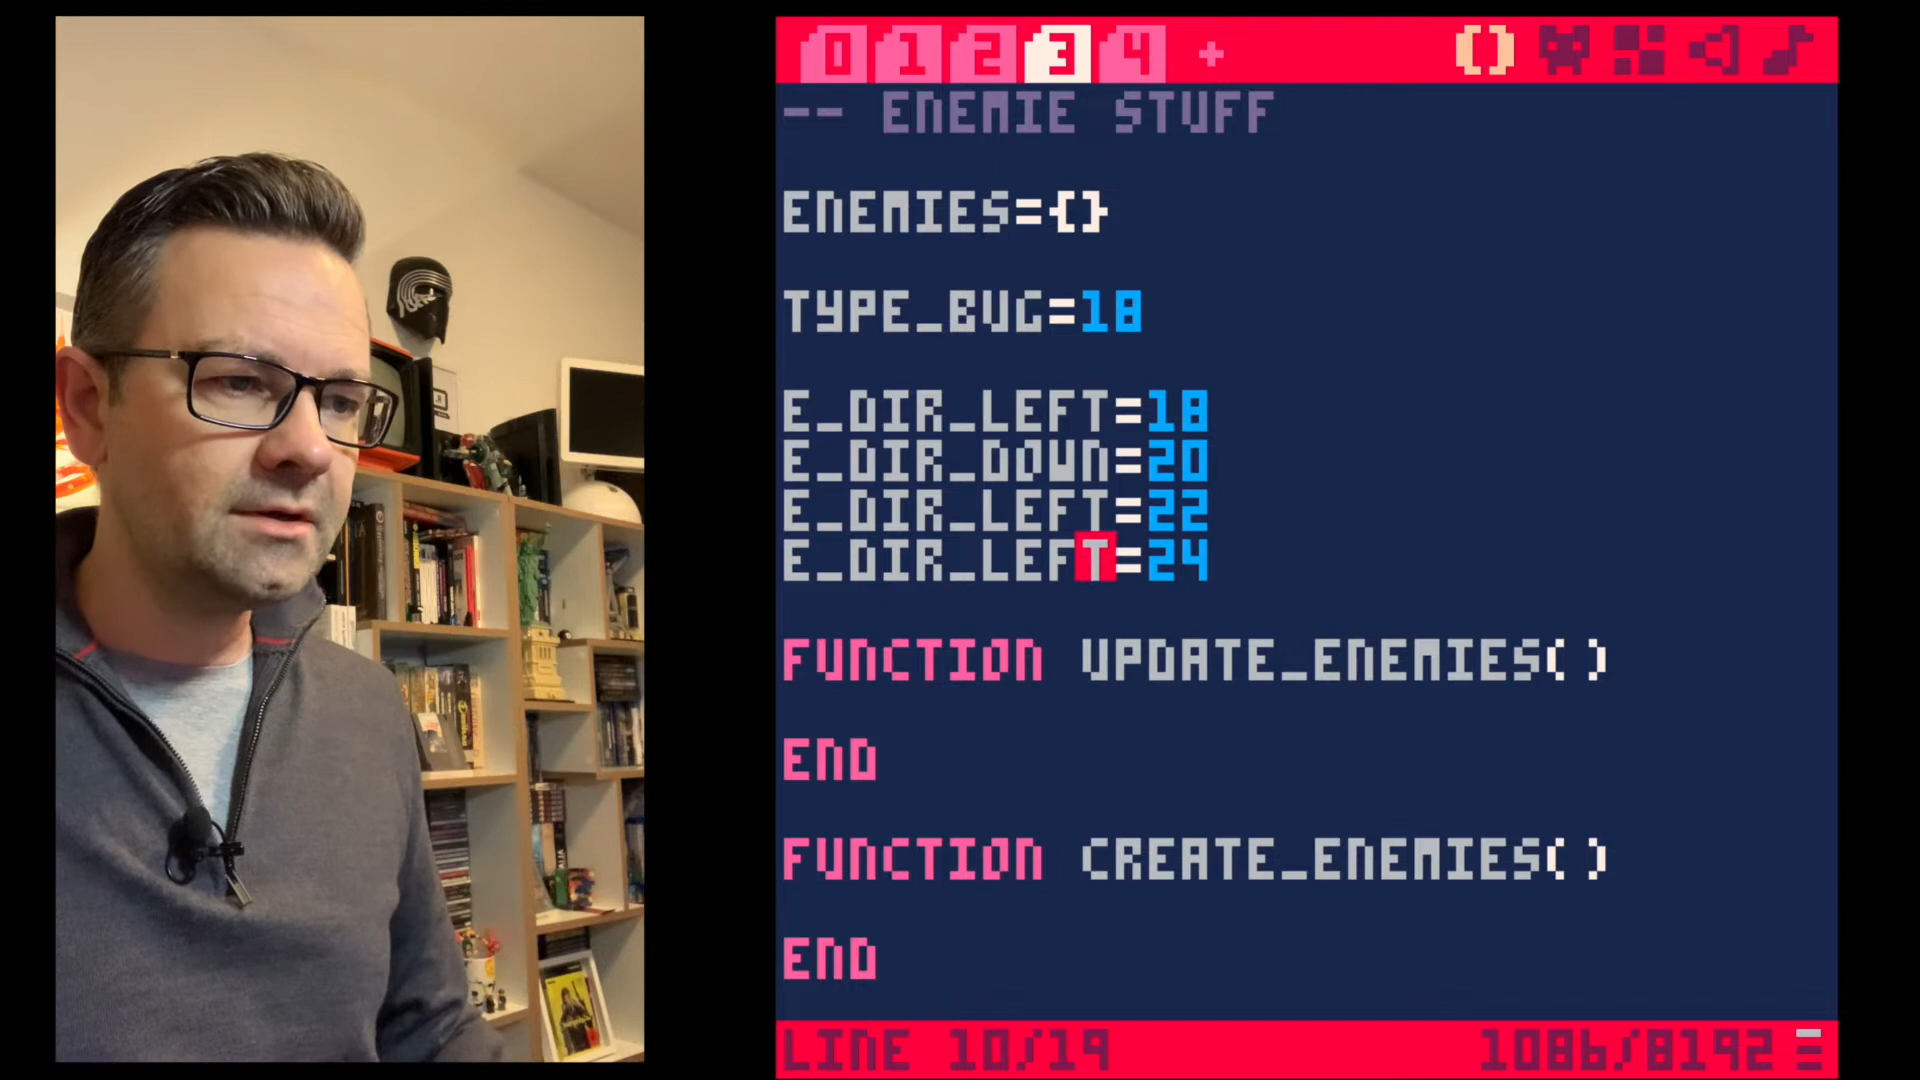 0 1 2 3 4 +
-- ENEMIE STUFF
ENEMIES={}
TYPE_BUG=18
E_DIR_LEFT=18
E_DIR_DOWN=20
E_DIR_LEFT=22
E_DIR_LEFT=24
FUNCTION UPDATE_ENEMIES()
END
FUNCTION CREATE_ENEMIES()
END
LINE 10/19
1086/8192